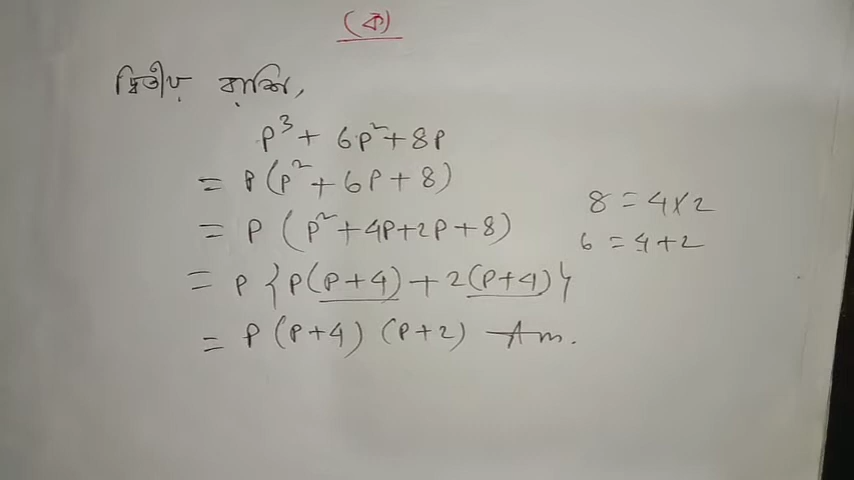 (ক)
দ্বিতীয় রাশি,
p³ + 6p² + 8p
= p(p² + 6p + 8)
= p (p² + 4p + 2p + 8)
8 = 4 x 2
6 = 4 + 2
= p {p(p+4) + 2(p+4)}
= p (p+4) (p+2) Am.